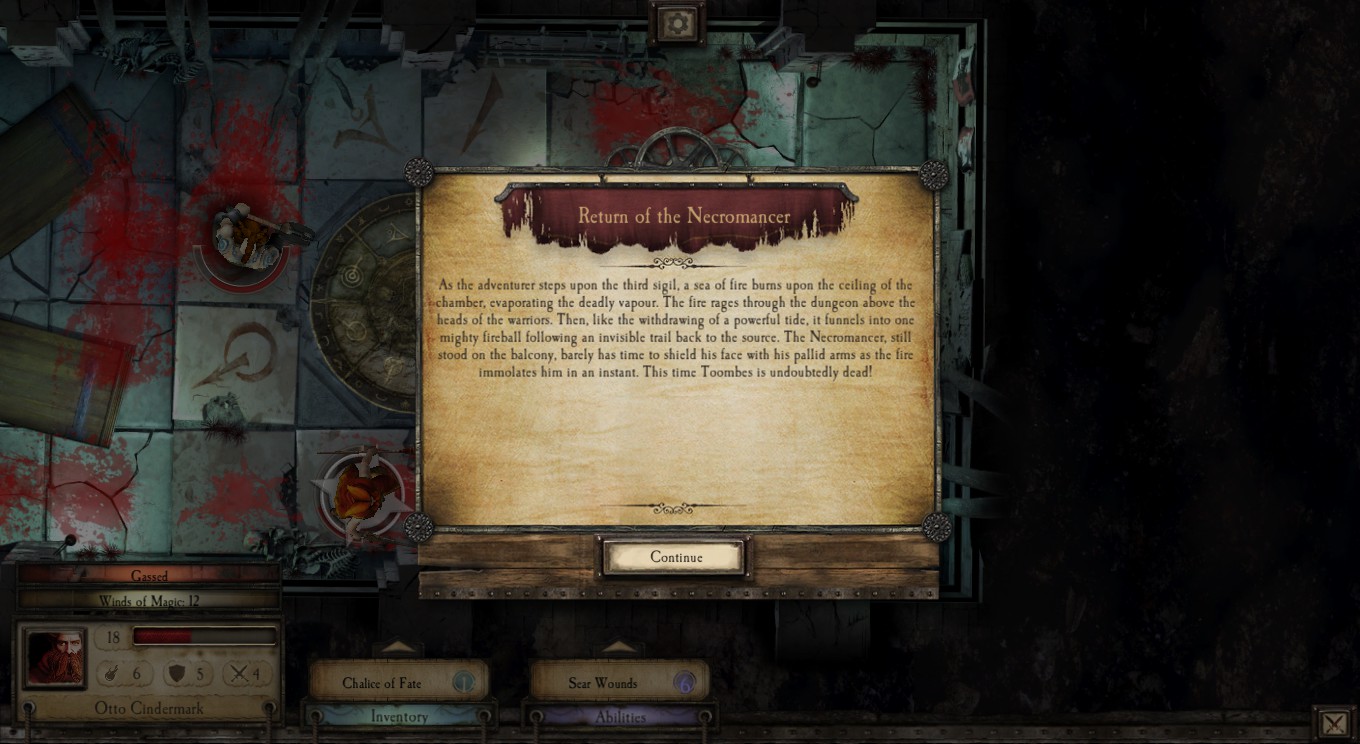 Return of the Necromancer
As the adventurer steps upon the third sigil, a sea of fire burns upon the ceiling of the
chamber, evaporating the deadly vapour. The fire rages through the dungeon above the
heads of the warriors. Then, like the withdrawing of a powerful tide, it funnels into one
mighty fireball following an invisible trail back to the source. The Necromancer, still
stood on the balcony, barely has time to shield his face with his pallid arms as the fire
immolates him in an instant. This time Toombes is undoubtedly dead!
Continue
Gassed
Winds of Magic: 12
18
6 5 4
Otto Cindermark
Chalice of Fate 1
Inventory
Sear Wounds 6
Abilities